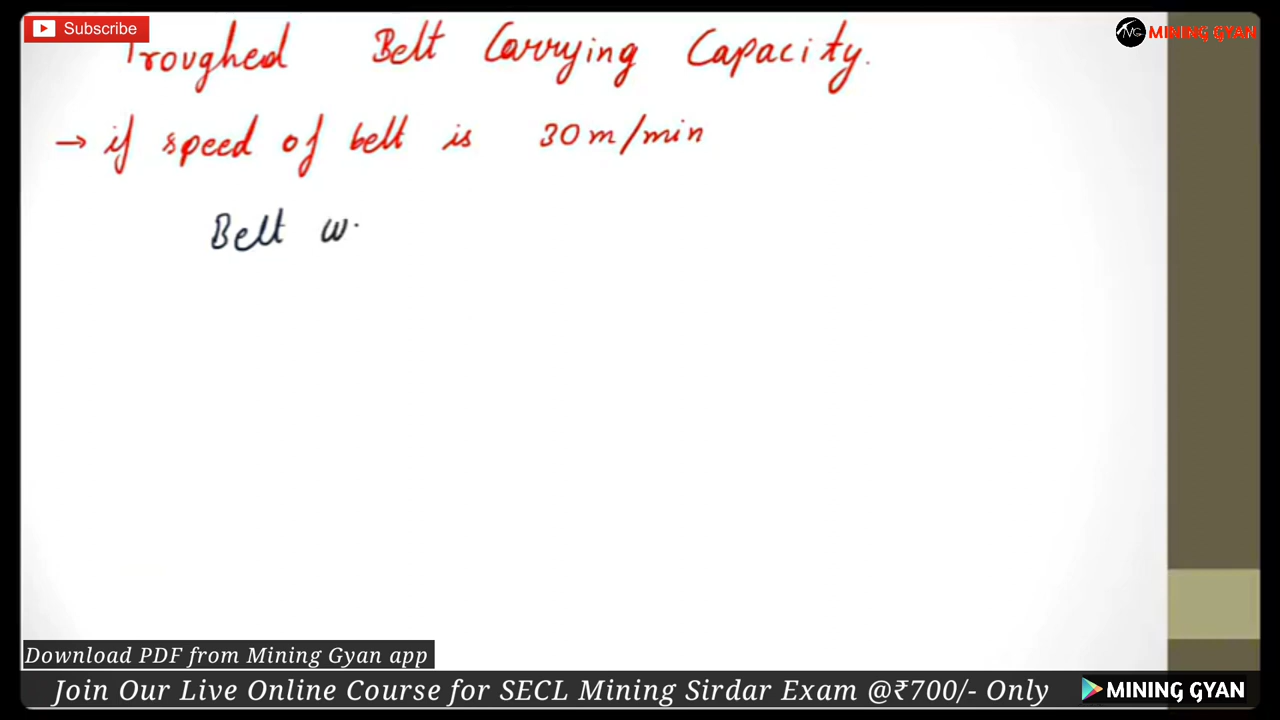 Subscribe
MINING GYAN
Troughed Belt Carrying Capacity.
→ if speed of belt is 30 m/min
Belt w
Download PDF from Mining Gyan app
Join Our Live Online Course for SECL Mining Sirdar Exam @₹700/- Only
MINING GYAN